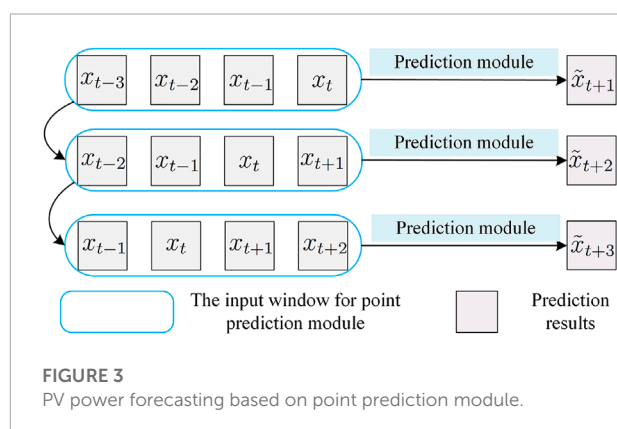 x_{t-3} x_{t-2} x_{t-1} x_t Prediction module x̃_{t+1}
x_{t-2} x_{t-1} x_t x_{t+1} Prediction module x̃_{t+2}
x_{t-1} x_t x_{t+1} x_{t+2} Prediction module x̃_{t+3}
The input window for point
prediction module
Prediction
results
FIGURE 3
PV power forecasting based on point prediction module.